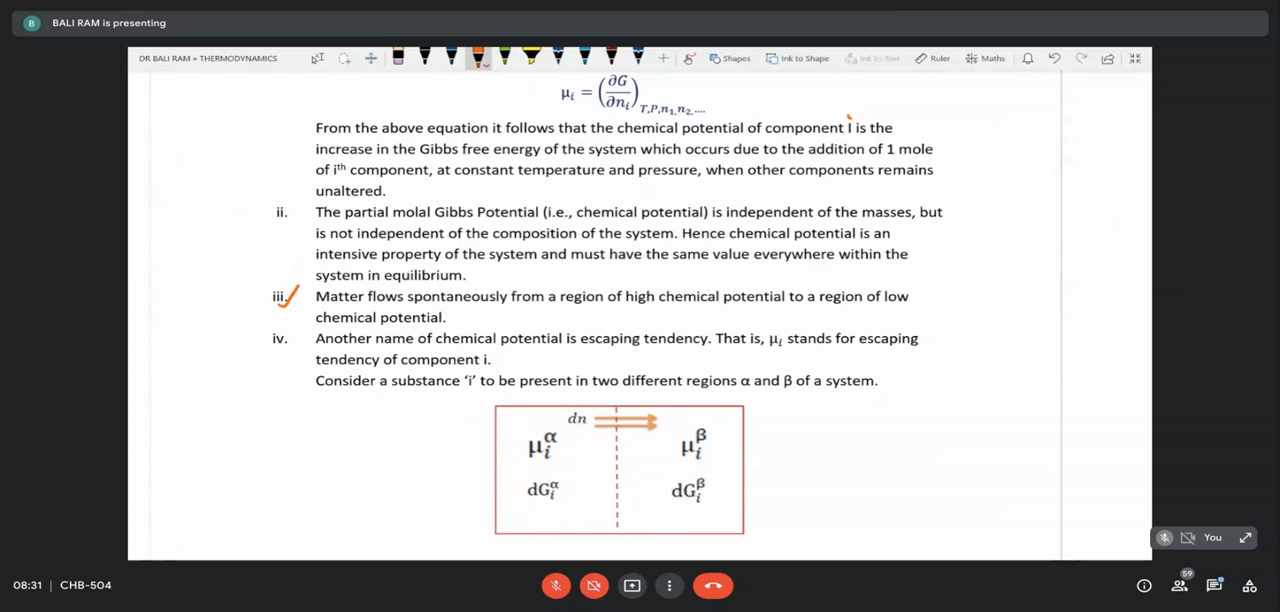 B BALI RAM is presenting
DR BALI RAM » THERMODYNAMICS
Shapes Ink to Shape Ink to Text Ruler Maths
μᵢ = (∂G/∂nᵢ) T,P,n₁,n₂,....
From the above equation it follows that the chemical potential of component i is the
increase in the Gibbs free energy of the system which occurs due to the addition of 1 mole
of iᵗʰ component, at constant temperature and pressure, when other components remains
unaltered.
ii. The partial molal Gibbs Potential (i.e., chemical potential) is independent of the masses, but
is not independent of the composition of the system. Hence chemical potential is an
intensive property of the system and must have the same value everywhere within the
system in equilibrium.
iii. Matter flows spontaneously from a region of high chemical potential to a region of low
chemical potential.
iv. Another name of chemical potential is escaping tendency. That is, μᵢ stands for escaping
tendency of component i.
Consider a substance ‘i’ to be present in two different regions α and β of a system.
dn
μᵢᵅ μᵢᵝ
dGᵢᵅ dGᵢᵝ
You
08:31 | CHB-504
59